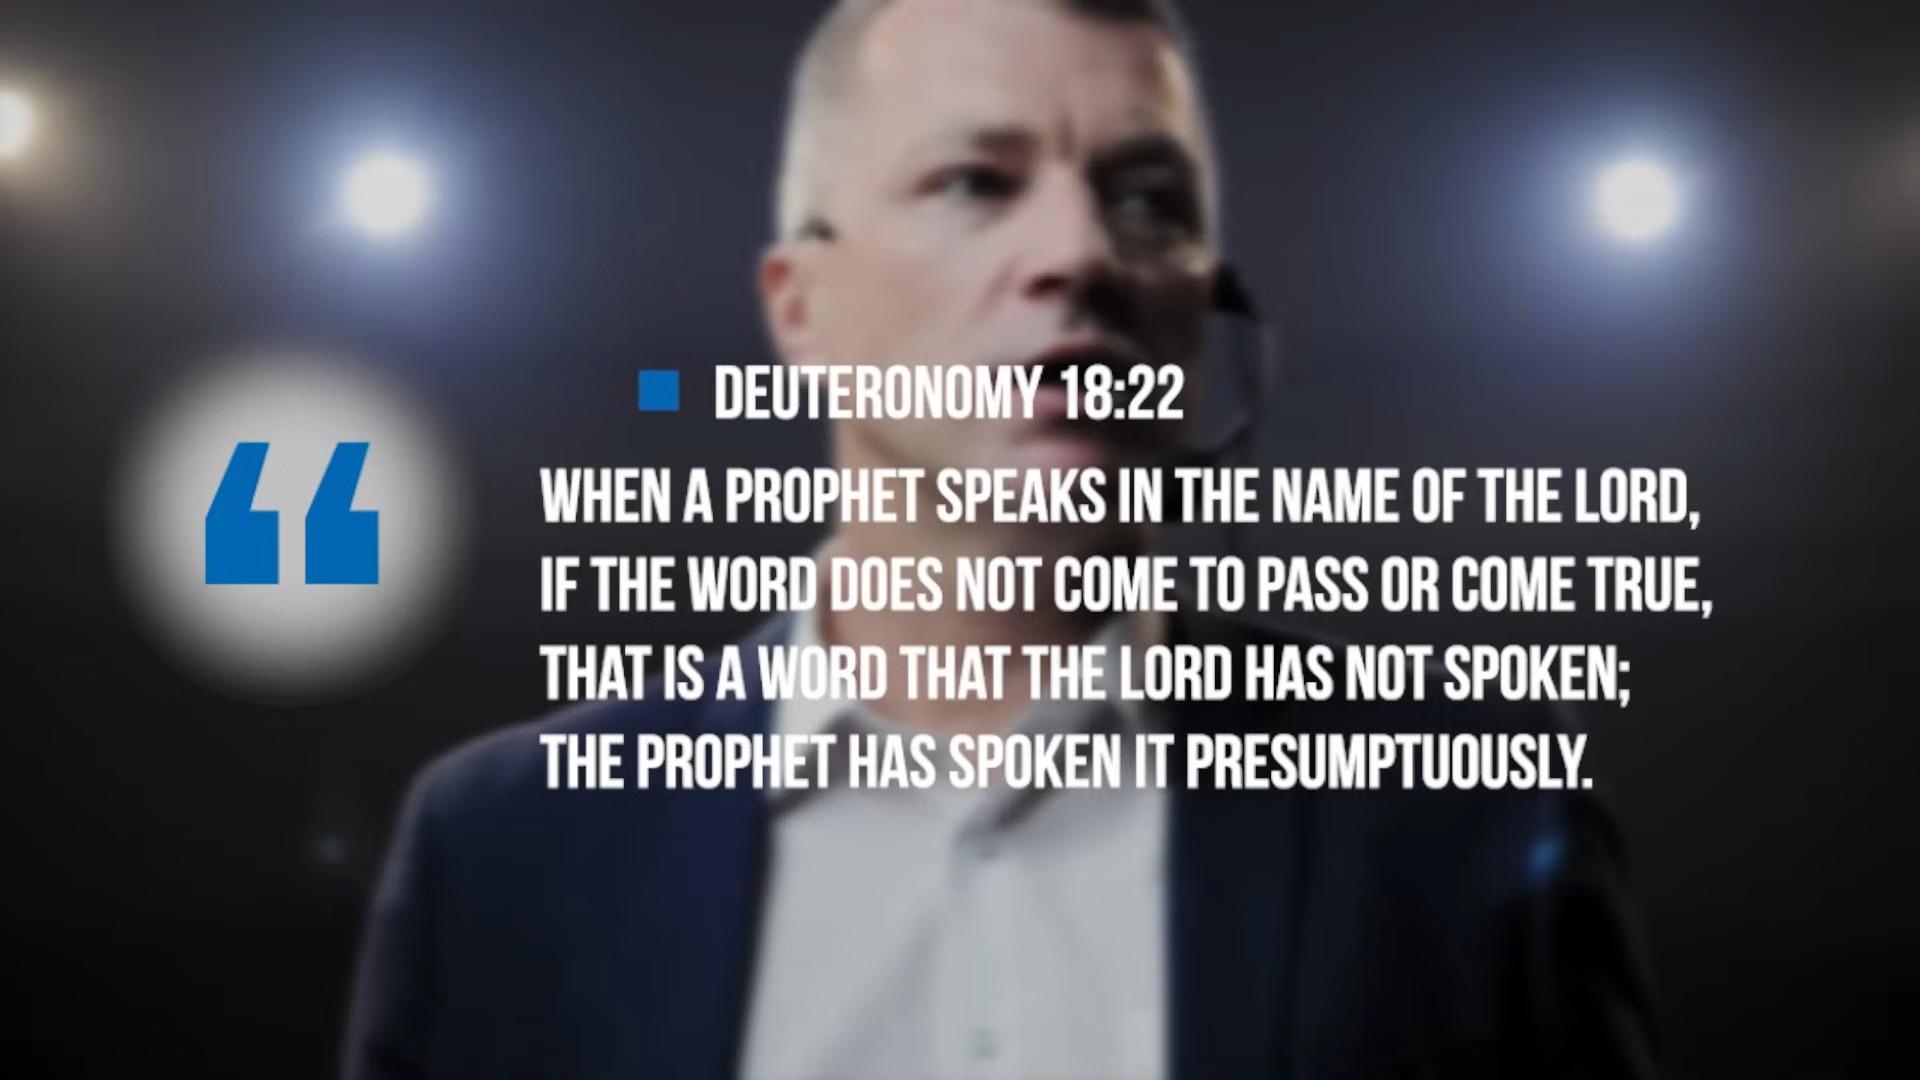 DEUTERONOMY 18:22
WHEN A PROPHET SPEAKS IN THE NAME OF THE LORD,
IF THE WORD DOES NOT COME TO PASS OR COME TRUE,
THAT IS A WORD THAT THE LORD HAS NOT SPOKEN;
THE PROPHET HAS SPOKEN IT PRESUMPTUOUSLY.